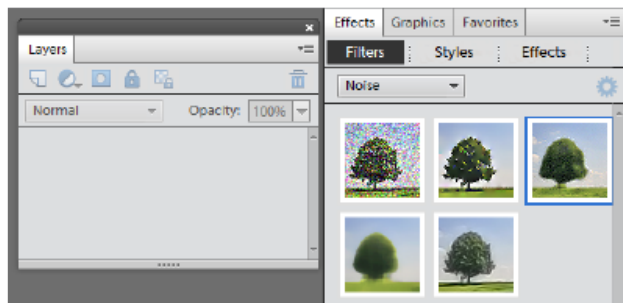 Layers
Normal Opacity: 100%
Effects Graphics Favorites
Filters Styles Effects
Noise